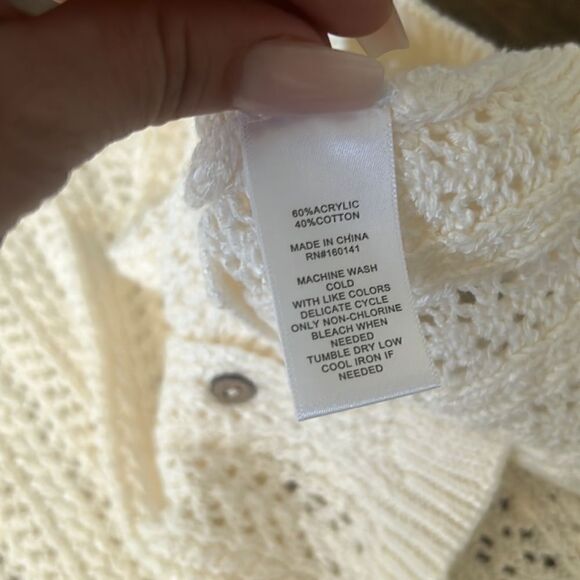 60%ACRYLIC
40%COTTON
MADE IN CHINA
RN#160141
MACHINE WASH
COLD
WITH LIKE COLORS
DELICATE CYCLE
ONLY NON-CHLORINE
BLEACH WHEN
NEEDED
TUMBLE DRY LOW
COOL IRON IF
NEEDED